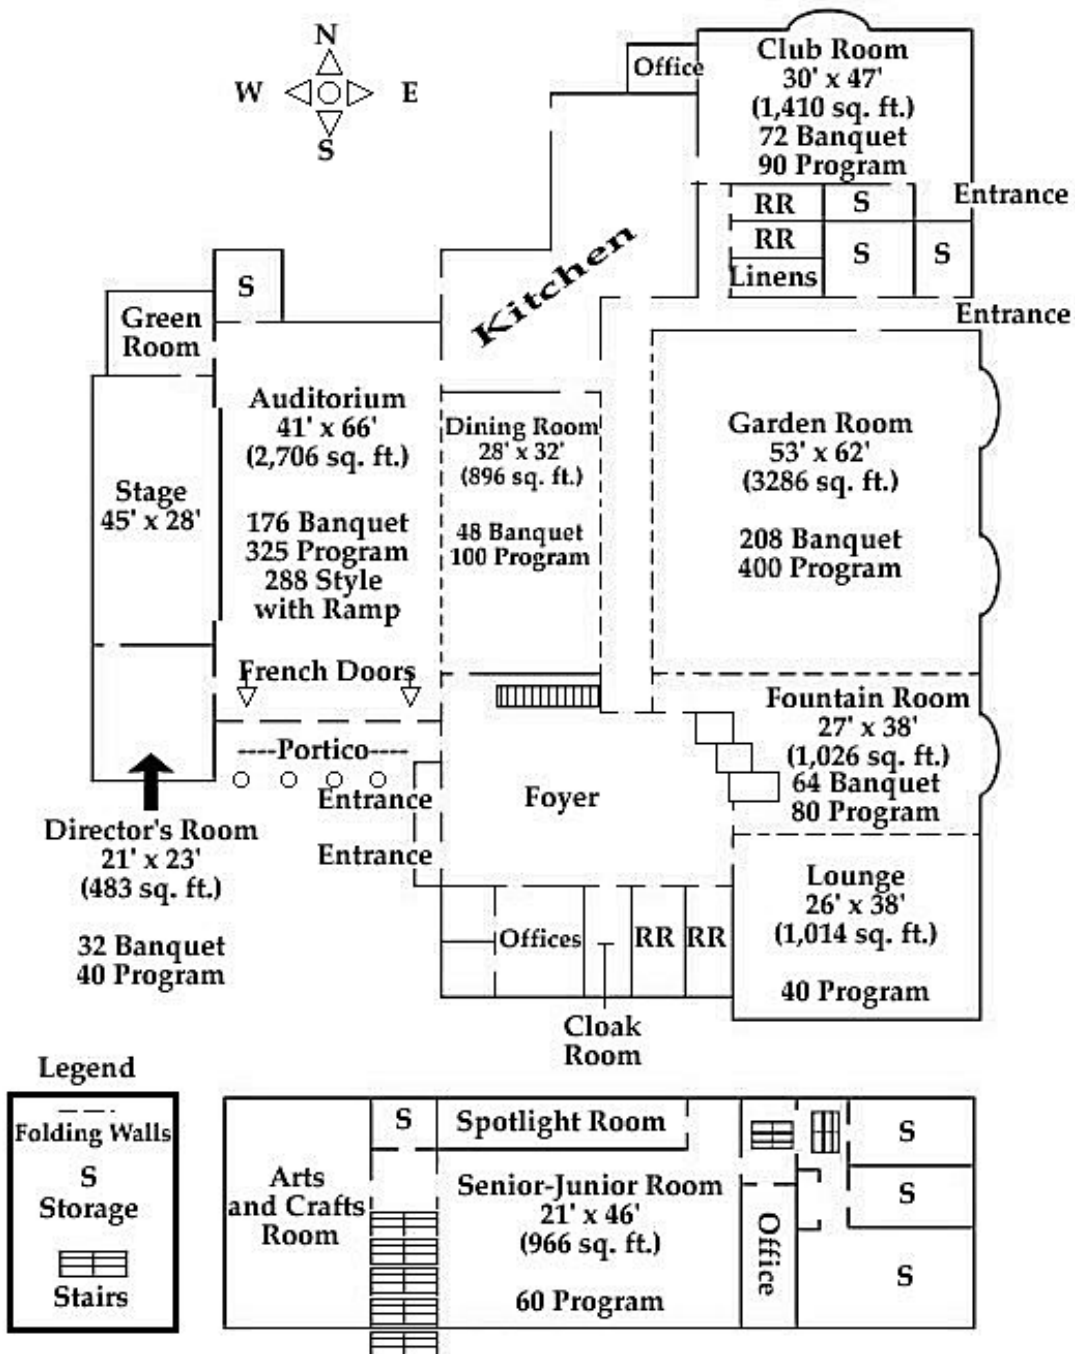 N
W
E
S
Office
Club Room
30' x 47'
(1,410 sq. ft.)
72 Banquet
90 Program
Entrance
RR
S
RR
S
S
Linens
Entrance
Kitchen
S
Green
Room
Auditorium
41' x 66'
(2,706 sq. ft.)
176 Banquet
325 Program
288 Style
with Ramp
Stage
45' x 28'
Dining Room
28' x 32'
(896 sq. ft.)
48 Banquet
100 Program
Garden Room
53' x 62'
(3286 sq. ft.)
208 Banquet
400 Program
French Doors
----Portico----
Fountain Room
27' x 38'
(1,026 sq. ft.)
64 Banquet
80 Program
Entrance
Foyer
Entrance
Director's Room
21' x 23'
(483 sq. ft.)
32 Banquet
40 Program
Lounge
26' x 38'
(1,014 sq. ft.)
40 Program
Offices
RR
RR
Cloak
Room
Legend
Folding Walls
S
Storage
Stairs
Arts
and Crafts
Room
S
Spotlight Room
Senior-Junior Room
21' x 46'
(966 sq. ft.)
60 Program
Office
S
S
S